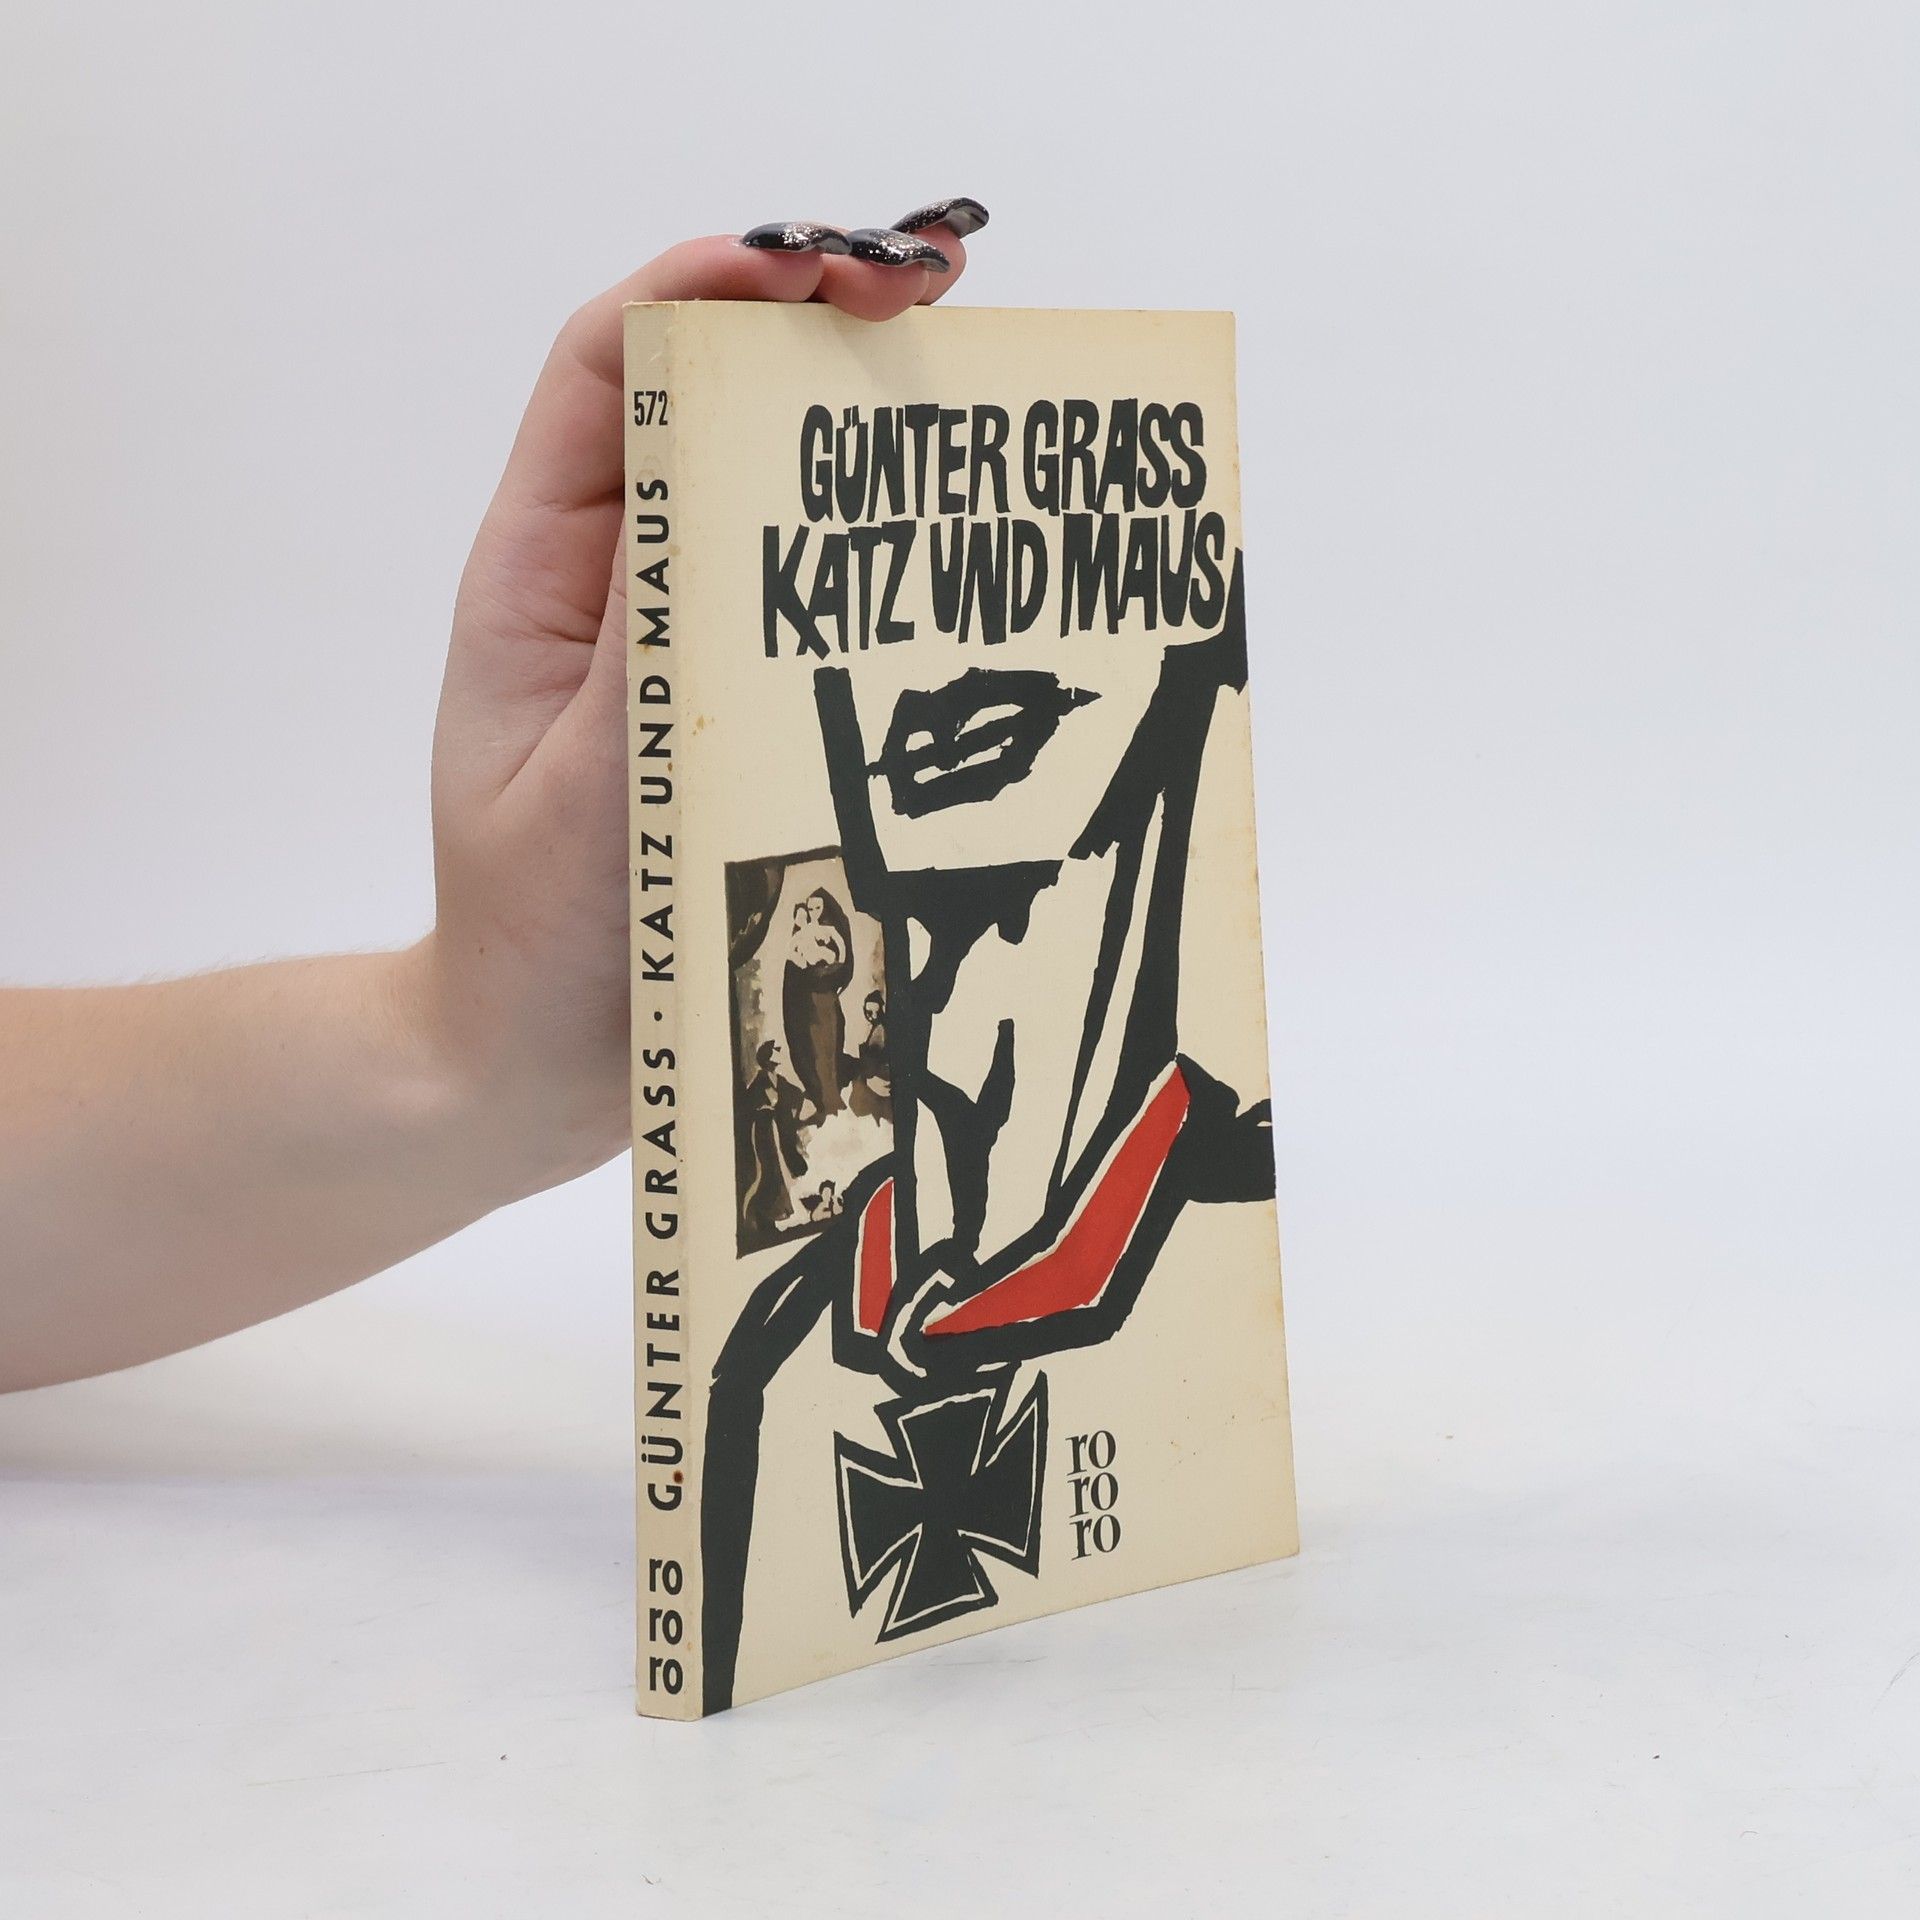 572
GÜNTER GRASS · KATZ UND MAUS
ro
ro
ro
GÜNTER GRASS
KATZ UND MAUS
ro
ro
ro